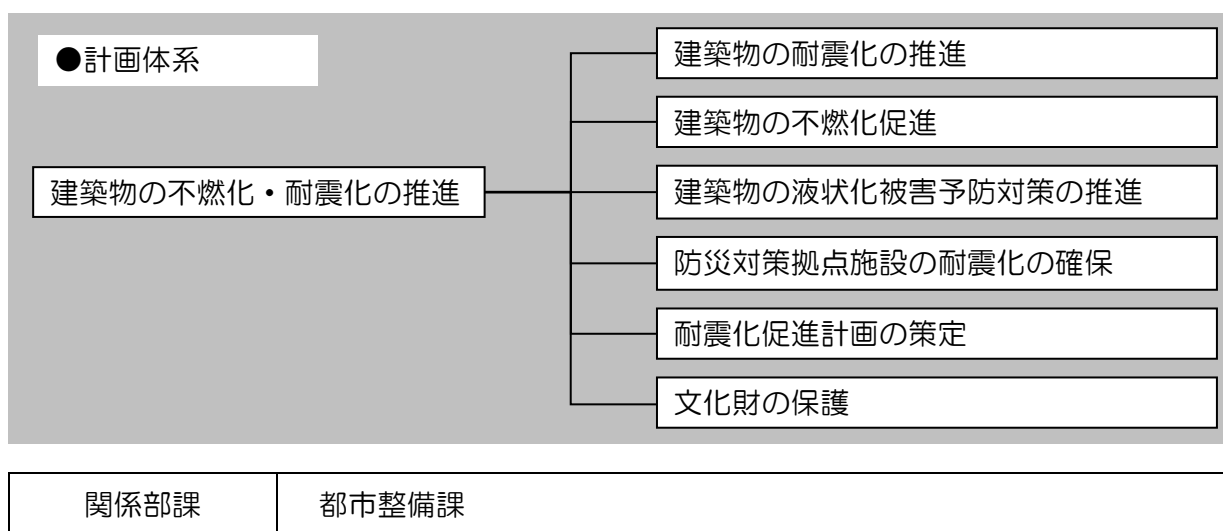 ●計画体系
建築物の不燃化・耐震化の推進
建築物の耐震化の推進
建築物の不燃化促進
建築物の液状化被害予防対策の推進
防災対策拠点施設の耐震化の確保
耐震化促進計画の策定
文化財の保護
関係部課 都市整備課